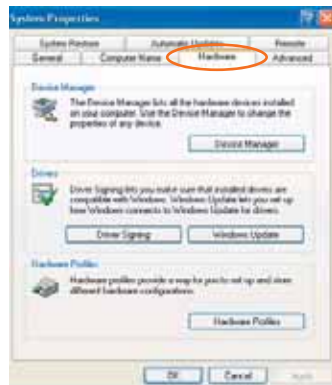 System Properties
System Restore Automatic Updates Remote
General Computer Name Hardware Advanced
Device Manager
The Device Manager lists all the hardware devices installed
on your computer. Use the Device Manager to change the
properties of any device.
Device Manager
Drivers
Driver Signing lets you make sure that installed drivers are
compatible with Windows. Windows Update lets you set up
how Windows connects to Windows Update for drivers.
Driver Signing Windows Update
Hardware Profiles
Hardware profiles provide a way for you to set up and store
different hardware configurations.
Hardware Profiles
OK Cancel Apply